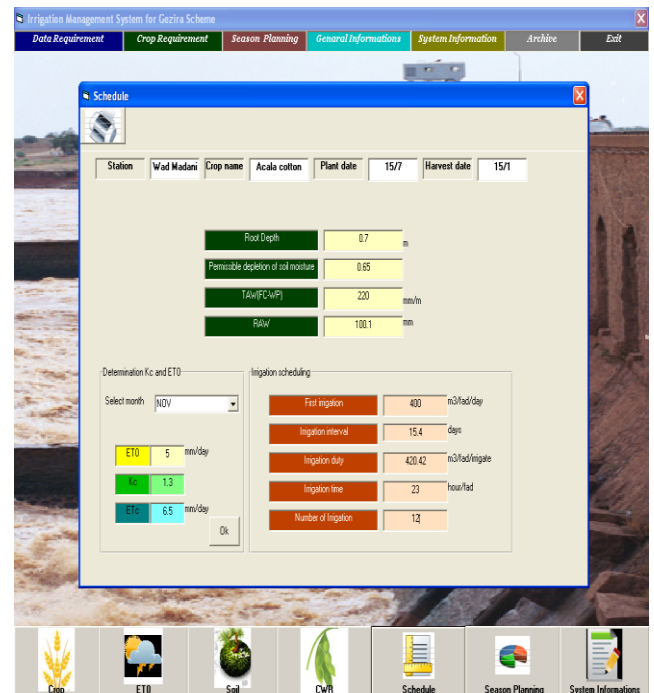 Irrigation Management System for Gezira Scheme
Data Requirement Crop Requirement Season Planning Genaral Informations System Information Archive Exit
Schedule
Station Wad Madani Crop name Acala cotton Plant date 15/7 Harvest date 15/1
Root Depth 0.7 m
Permissible depletion of soil moisture 0.65
TAW(FC-WP) 220 mm/m
RAW 100.1 mm
Determination Kc and ET0 Irrigation scheduling
Select month NOV
First irrigation 400 m3/fad/day
Irrigation interval 15.4 days
ET0 5 mm/day
Irrigation duty 420.42 m3/fad/irrigate
Kc 1.3
Irrigation time 23 hour/fad
ETc 6.5 mm/day
Number of Irrigation 12
Ok
Crop ET0 Soil CWR Schedule Season Planning System Informations